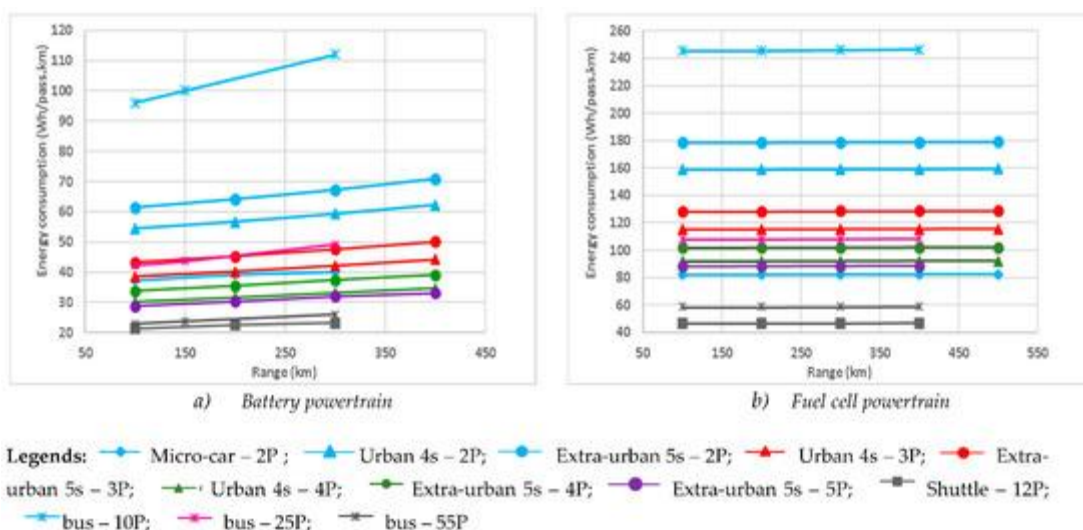 120
110
100
90
80
70
60
50
40
30
20
Energy consumption (Wh/pass.km)
50 150 250 350 450
Range (km)
a) Battery powertrain
260
240
220
200
180
160
140
120
100
80
60
40
Energy consumption (Wh/pass.km)
50 150 250 350 450 550
Range (km)
b) Fuel cell powertrain
Legends: Micro-car – 2P ; Urban 4s – 2P; Extra-urban 5s – 2P; Urban 4s – 3P; Extra-
urban 5s – 3P; Urban 4s – 4P; Extra-urban 5s – 4P; Extra-urban 5s – 5P; Shuttle – 12P;
bus – 10P; bus – 25P; bus – 55P